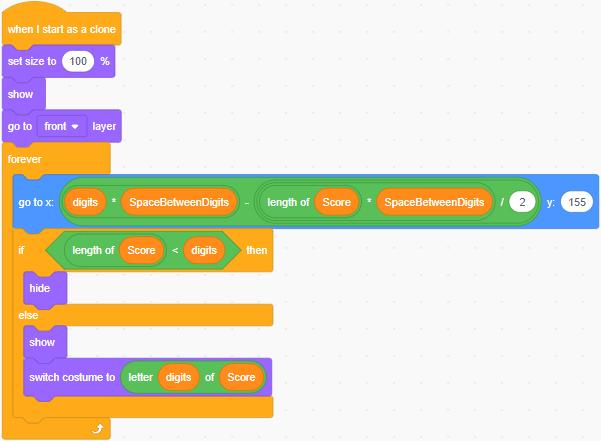 when I start as a clone
set size to 100 %
show
go to front layer
forever
go to x: digits * SpaceBetweenDigits - length of Score * SpaceBetweenDigits / 2 y: 155
if length of Score < digits then
hide
else
show
switch costume to letter digits of Score